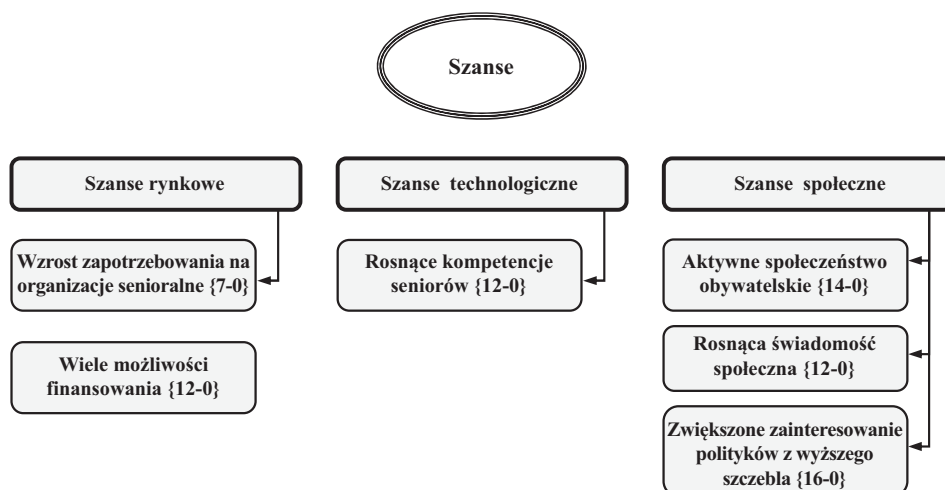 Szanse
Szanse rynkowe
Wzrost zapotrzebowania na
organizacje senioralne {7-0}
Wiele możliwości
finansowania {12-0}
Szanse technologiczne
Rosnące kompetencje
seniorów {12-0}
Szanse społeczne
Aktywne społeczeństwo
obywatelskie {14-0}
Rosnąca świadomość
społeczna {12-0}
Zwiększone zainteresowanie
polityków z wyższego
szczebla {16-0}